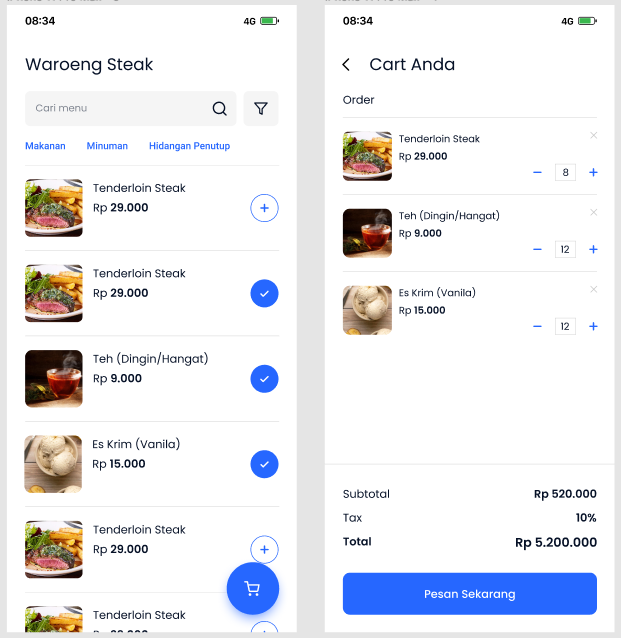 08:34
4G
Waroeng Steak
Cari menu
Makanan Minuman Hidangan Penutup
Tenderloin Steak
Rp 29.000
Tenderloin Steak
Rp 29.000
Teh (Dingin/Hangat)
Rp 9.000
Es Krim (Vanila)
Rp 15.000
Tenderloin Steak
Rp 29.000
Tenderloin Steak
08:34
4G
Cart Anda
Order
Tenderloin Steak
Rp 29.000
8
Teh (Dingin/Hangat)
Rp 9.000
12
Es Krim (Vanila)
Rp 15.000
12
Subtotal Rp 520.000
Tax 10%
Total Rp 5.200.000
Pesan Sekarang